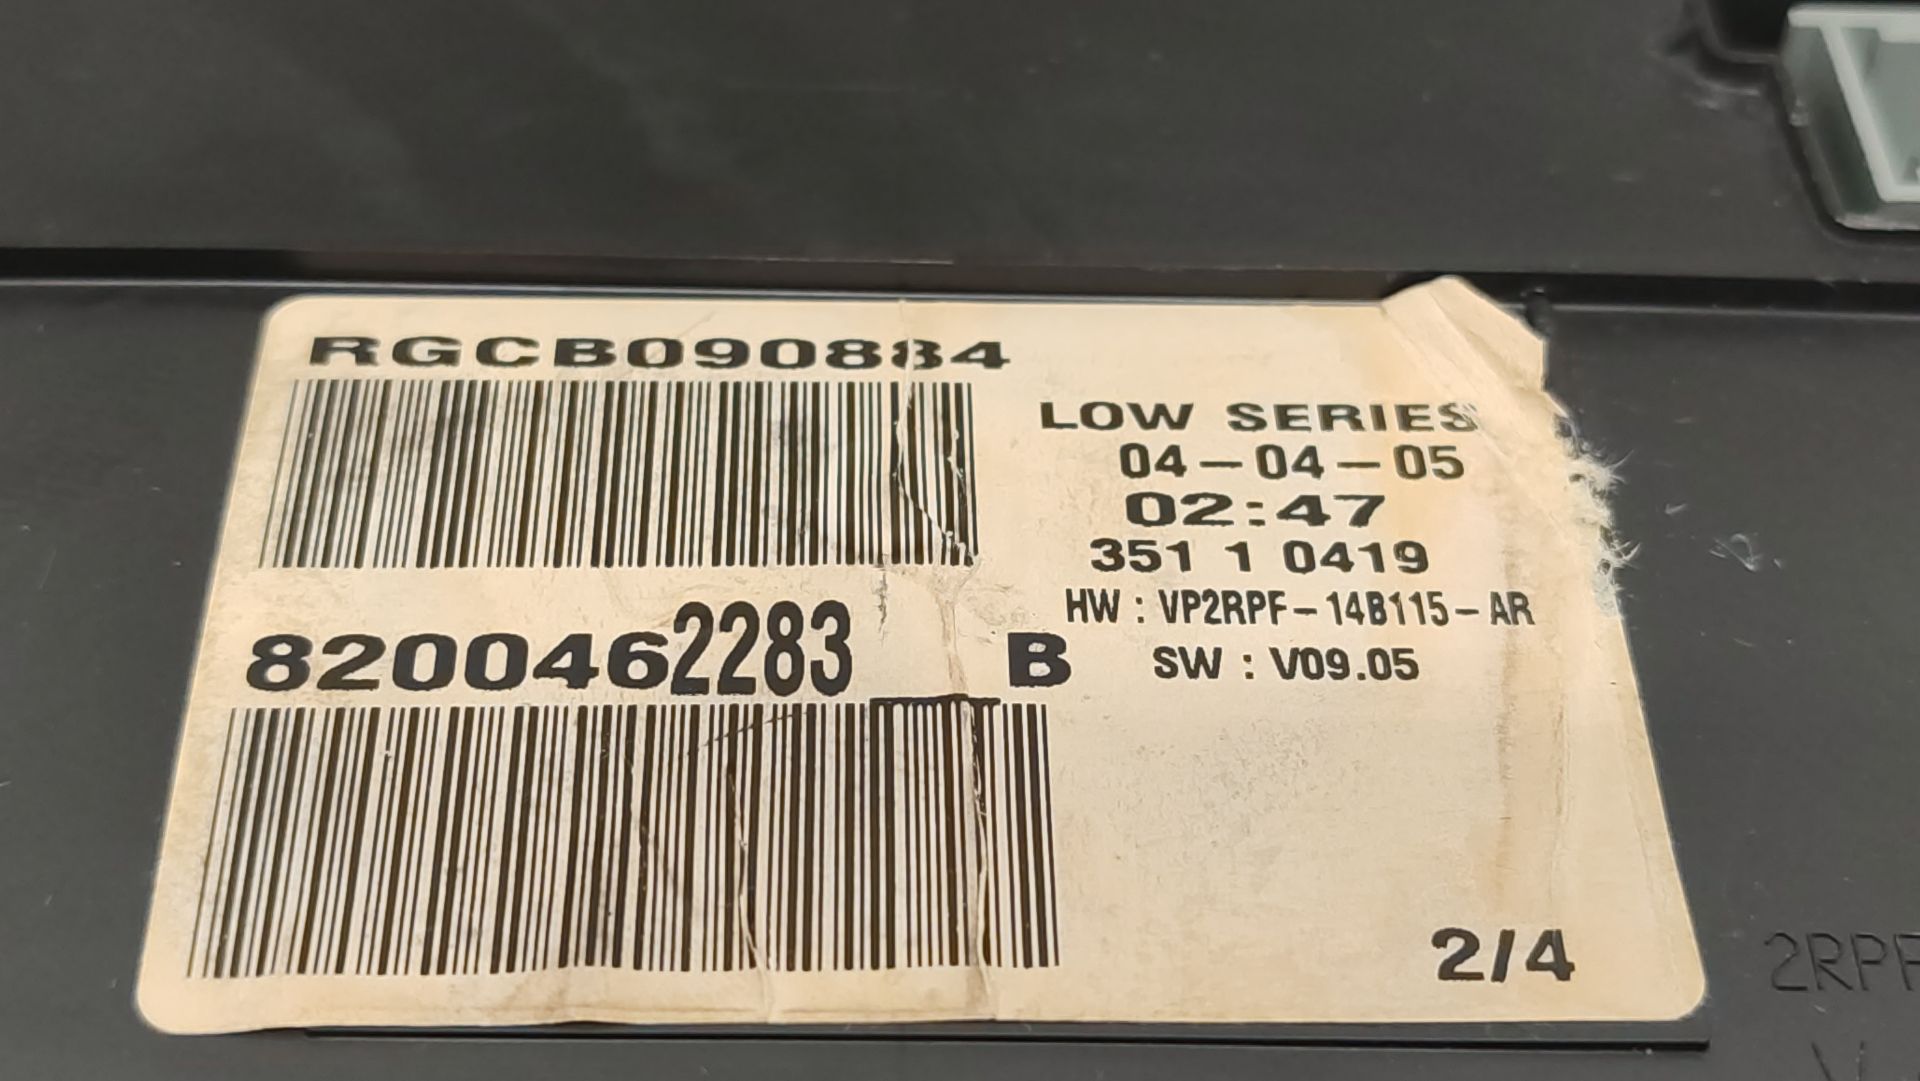 RGCB090884
LOW SERIES
04-04-05
02:47
351 1 0419
HW : VP2RPF-14B115-AR
8200462283__B
SW : V09.05
2/4
2RPF